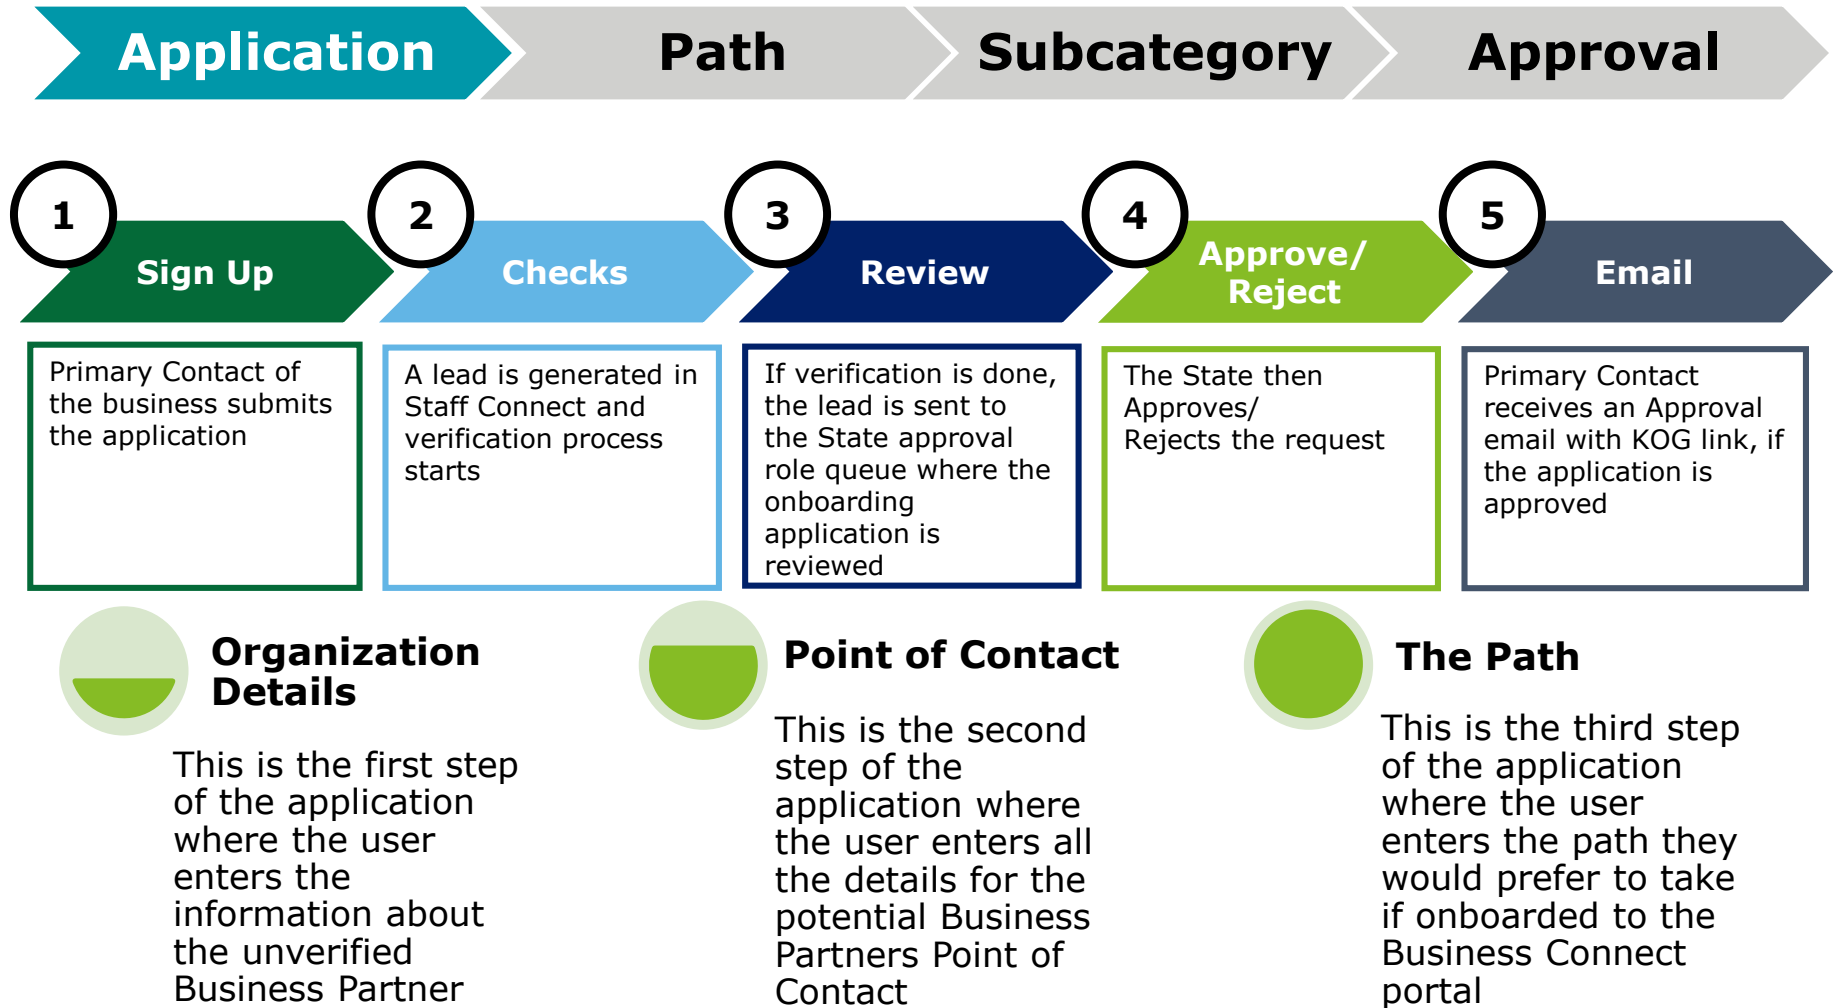 Application
Path
Subcategory
Approval
1
2
3
4
5
Sign Up
Checks
Review
Approve/
Reject
Email
Primary Contact of
the business submits
the application
A lead is generated in
Staff Connect and
verification process
starts
If verification is done,
the lead is sent to
the State approval
role queue where the
onboarding
application is
reviewed
The State then
Approves/
Rejects the request
Primary Contact
receives an Approval
email with KOG link, if
the application is
approved
Organization
Details
This is the first step
of the application
where the user
enters the
information about
the unverified
Business Partner
Point of Contact
This is the second
step of the
application where
the user enters all
the details for the
potential Business
Partners Point of
Contact
The Path
This is the third step
of the application
where the user
enters the path they
would prefer to take
if onboarded to the
Business Connect
portal